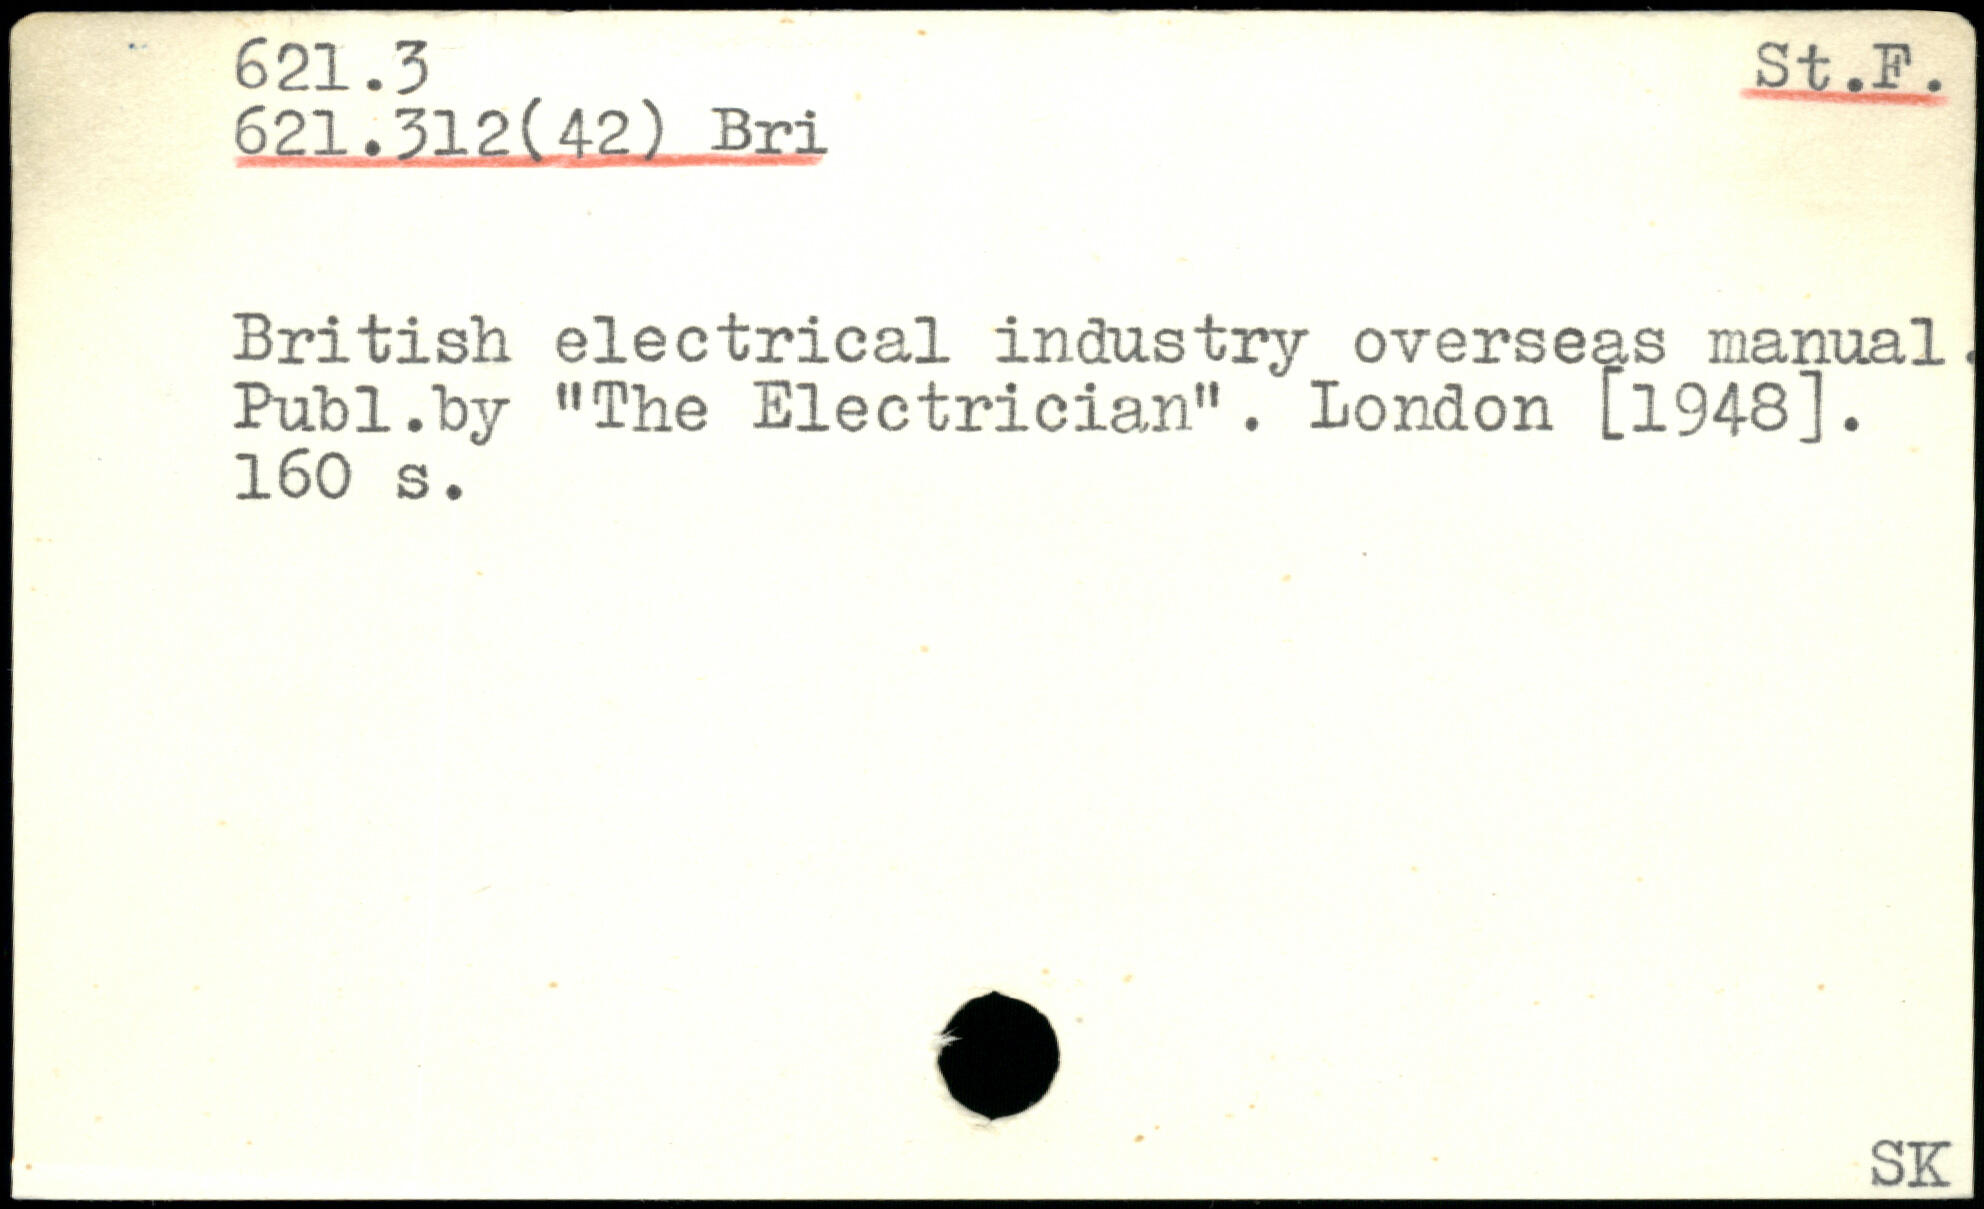 621.3 St.F.
621.312(42) Bri
British electrical industry overseas manual.
Publ.by "The Electrician". London [1948].
160 s.
SK